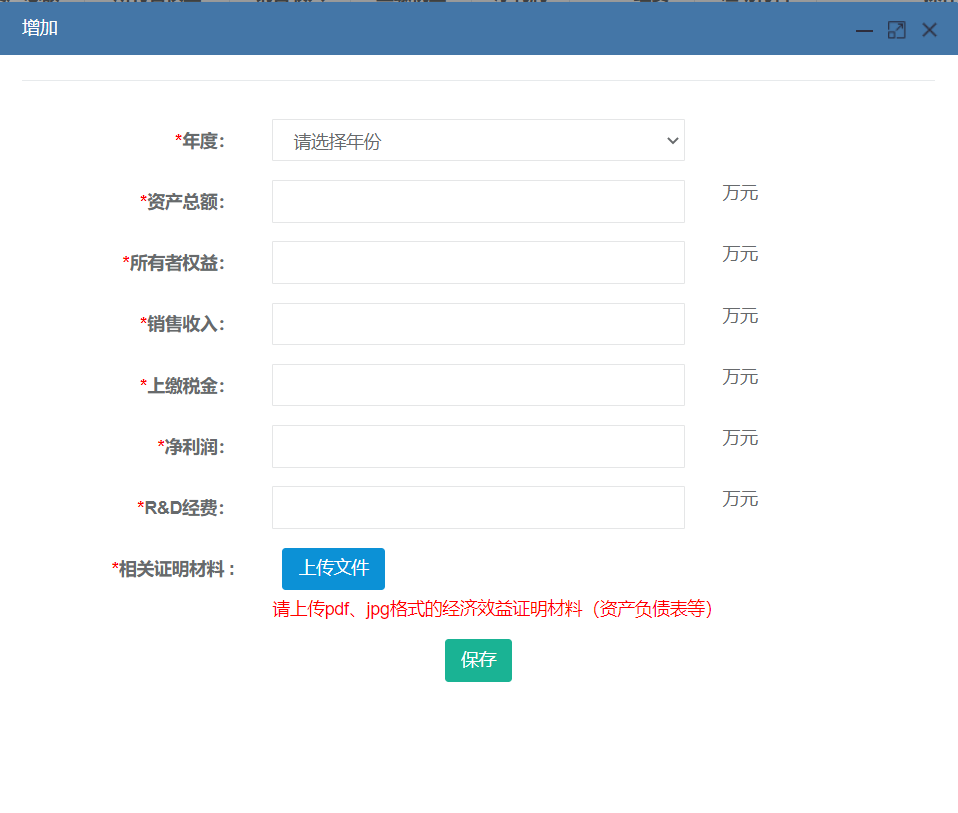 增加
*年度：
请选择年份
*资产总额：
万元
*所有者权益：
万元
*销售收入：
万元
*上缴税金：
万元
*净利润：
万元
*R&D经费：
万元
*相关证明材料：
上传文件
请上传pdf、jpg格式的经济效益证明材料（资产负债表等）
保存